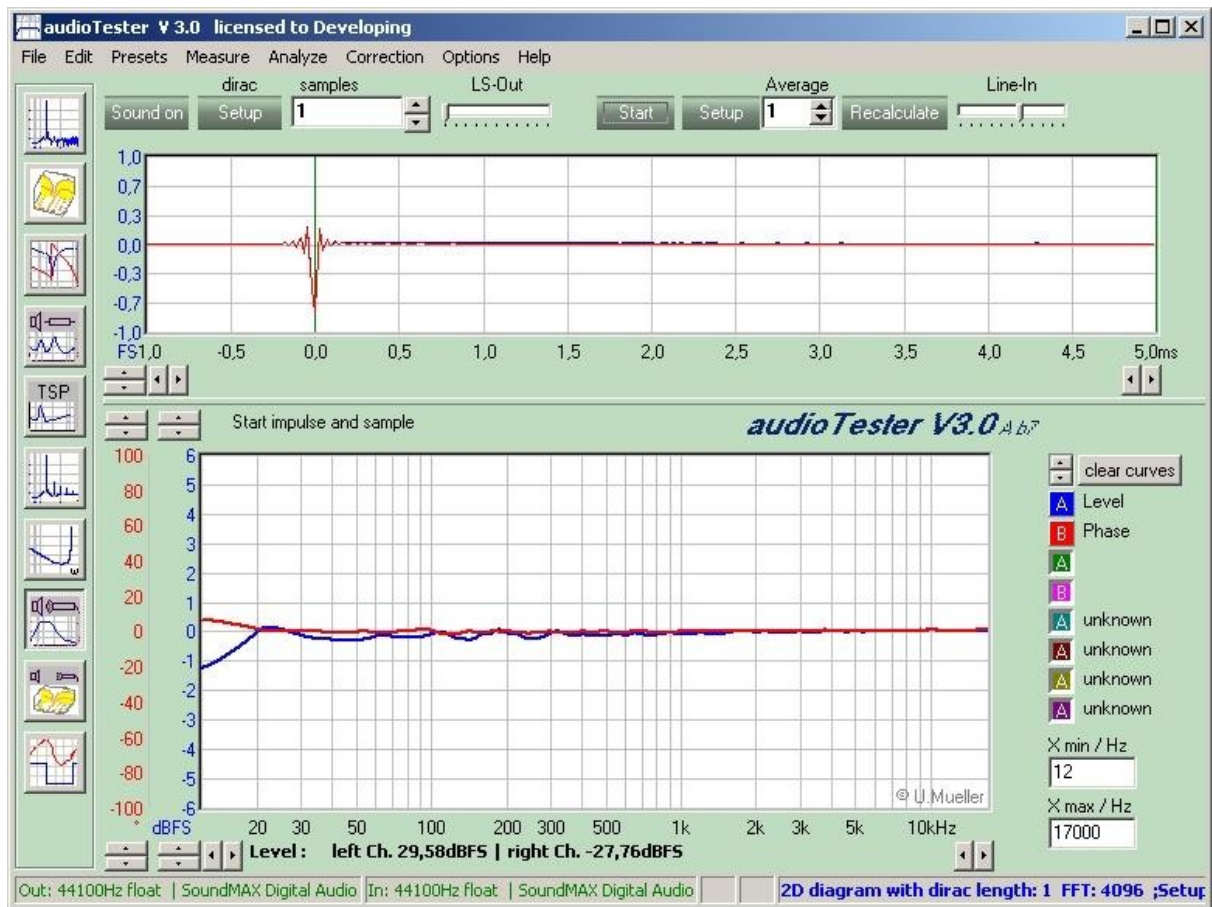 audioTester V 3.0 licensed to Developing
File Edit Presets Measure Analyze Correction Options Help
dirac samples LS-Out Average Line-In
Sound on Setup 1 Start Setup 1 Recalculate
1,0
0,7
0,3
0,0
-0,3
-0,7
-1,0
FS1,0 -0,5 0,0 0,5 1,0 1,5 2,0 2,5 3,0 3,5 4,0 4,5 5,0ms
TSP
Start impulse and sample audioTester V3.0 A b7
100 6 clear curves
5 A Level
80
4
60 B Phase
3
40 A
2
20 B
1
0 0 A unknown
-1
-20 A unknown
-2
-40 A unknown
-3
-60 A unknown
-4
-80
-5
-100 -6
ω
X min / Hz
12
© U.Mueller
X max / Hz
17000
° dBFS 20 30 50 100 200 300 500 1k 2k 3k 5k 10kHz
Level : left Ch. 29,58dBFS | right Ch. -27,76dBFS
Out: 44100Hz float | SoundMAX Digital Audio In: 44100Hz float | SoundMAX Digital Audio 2D diagram with dirac length: 1 FFT: 4096 ;Setup